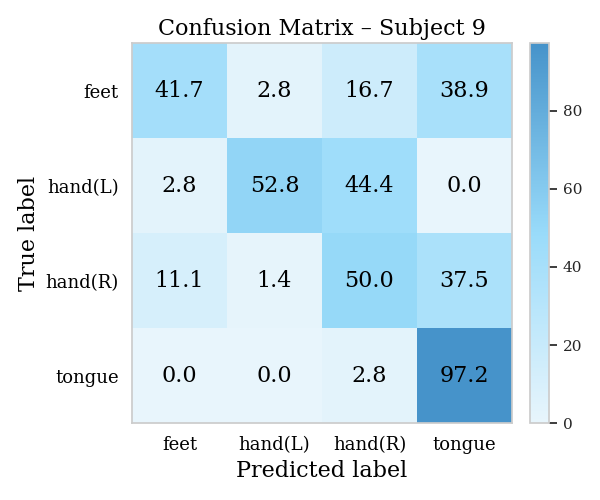 Confusion Matrix – Subject 9
feet 41.7 2.8 16.7 38.9
hand(L) 2.8 52.8 44.4 0.0
hand(R) 11.1 1.4 50.0 37.5
tongue 0.0 0.0 2.8 97.2
feet hand(L) hand(R) tongue
Predicted label
True label
80
60
40
20
0